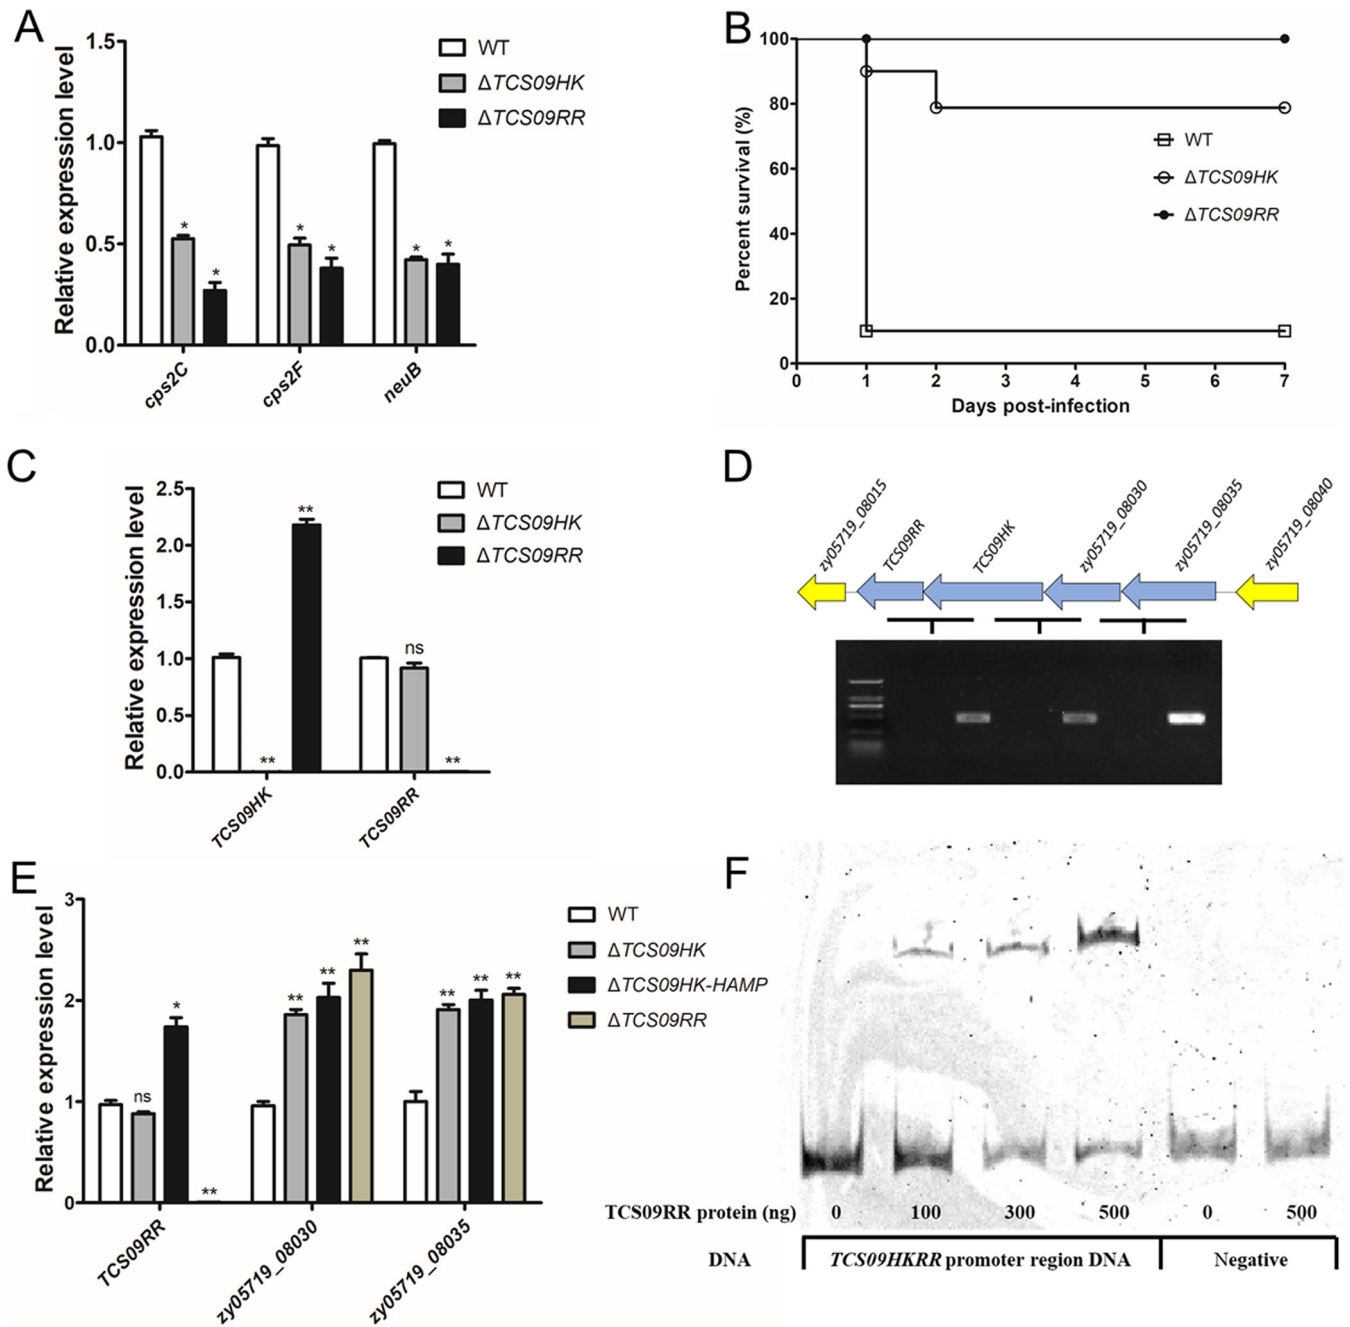 A
Relative expression level
1.5
1.0
0.5
0.0
WT
ΔTCS09HK
ΔTCS09RR
*
*
*
*
*
*
cps2C
cps2F
neuB
B
Percent survival (%)
100
80
60
40
20
0
WT
ΔTCS09HK
ΔTCS09RR
0 1 2 3 4 5 6 7
Days post-infection
C
Relative expression level
2.5
2.0
1.5
1.0
0.5
0.0
WT
ΔTCS09HK
ΔTCS09RR
**
**
ns
**
TCS09HK
TCS09RR
D
zy05719_08015
TCS09RR
TCS09HK
zy05719_08030
zy05719_08035
zy05719_08040
E
Relative expression level
3
2
1
0
WT
ΔTCS09HK
ΔTCS09HK-HAMP
ΔTCS09RR
ns
*
**
**
**
**
**
**
**
TCS09RR
zy05719_08030
zy05719_08035
F
TCS09RR protein (ng) 0 100 300 500 0 500
DNA TCS09HKRR promoter region DNA Negative